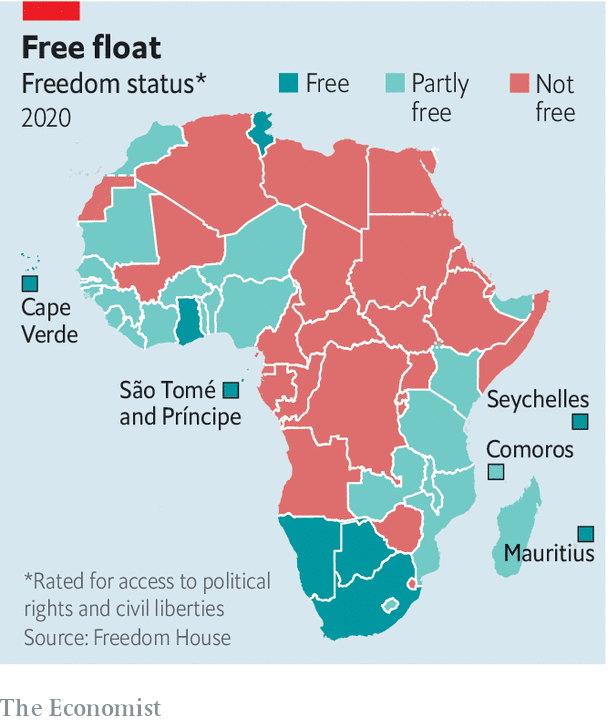 Free float
Freedom status*
2020
Free
Partly
free
Not
free
Cape
Verde
São Tomé
and Príncipe
Seychelles
Comoros
Mauritius
*Rated for access to political
rights and civil liberties
Source: Freedom House
The Economist